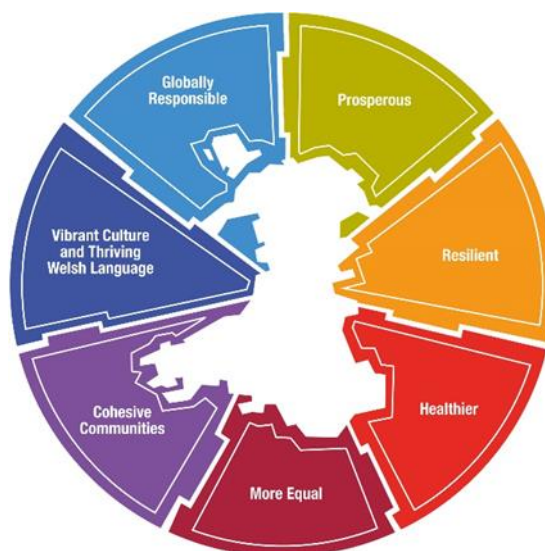 Globally
Responsible
Prosperous
Vibrant Culture
and Thriving
Welsh Language
Resilient
Cohesive
Communities
Healthier
More Equal